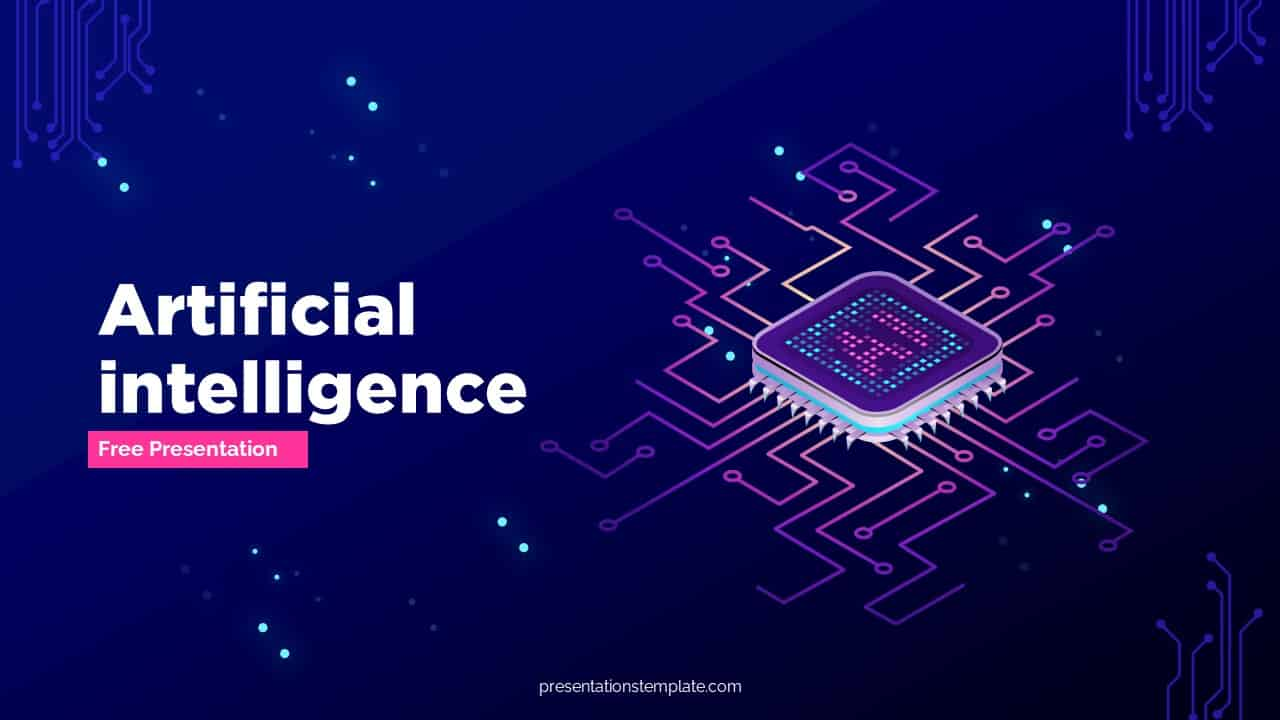 Artificial
intelligence
Free Presentation
presentationstemplate.com